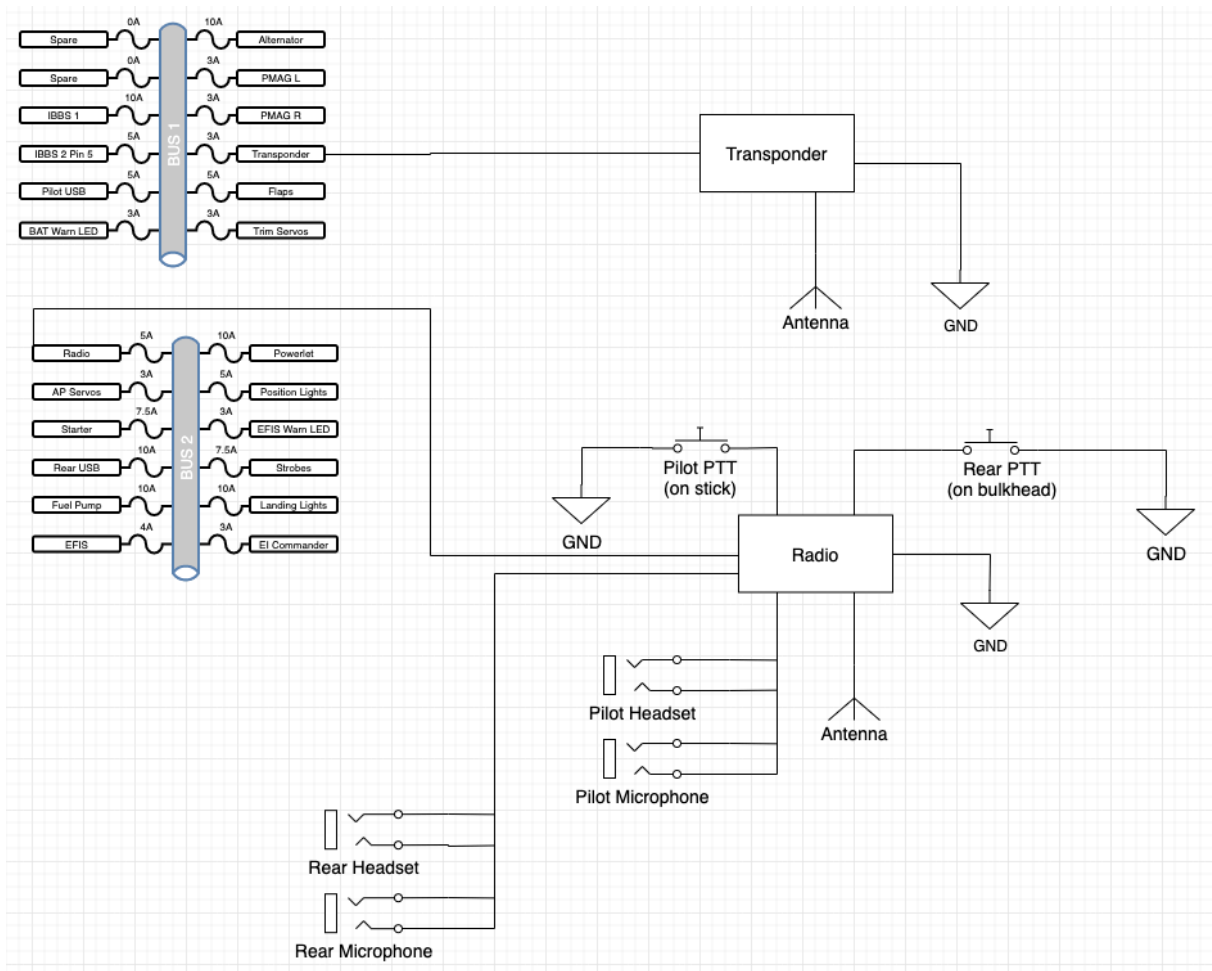 0A
10A
Spare
Alternator
0A
3A
Spare
PMAG L
10A
3A
IBBS 1
PMAG R
5A
3A
IBBS 2 Pin 5
Transponder
5A
5A
Pilot USB
Flaps
3A
3A
BAT Warn LED
Trim Servos
BUS 1
Transponder
Antenna
GND
5A
10A
Radio
Powerlet
3A
5A
AP Servos
Position Lights
7.5A
3A
Starter
EFIS Warn LED
10A
7.5A
Rear USB
Strobes
10A
10A
Fuel Pump
Landing Lights
4A
3A
EFIS
EI Commander
BUS 2
Pilot PTT
(on stick)
Rear PTT
(on bulkhead)
GND
Radio
GND
GND
Pilot Headset
Antenna
Pilot Microphone
Rear Headset
Rear Microphone